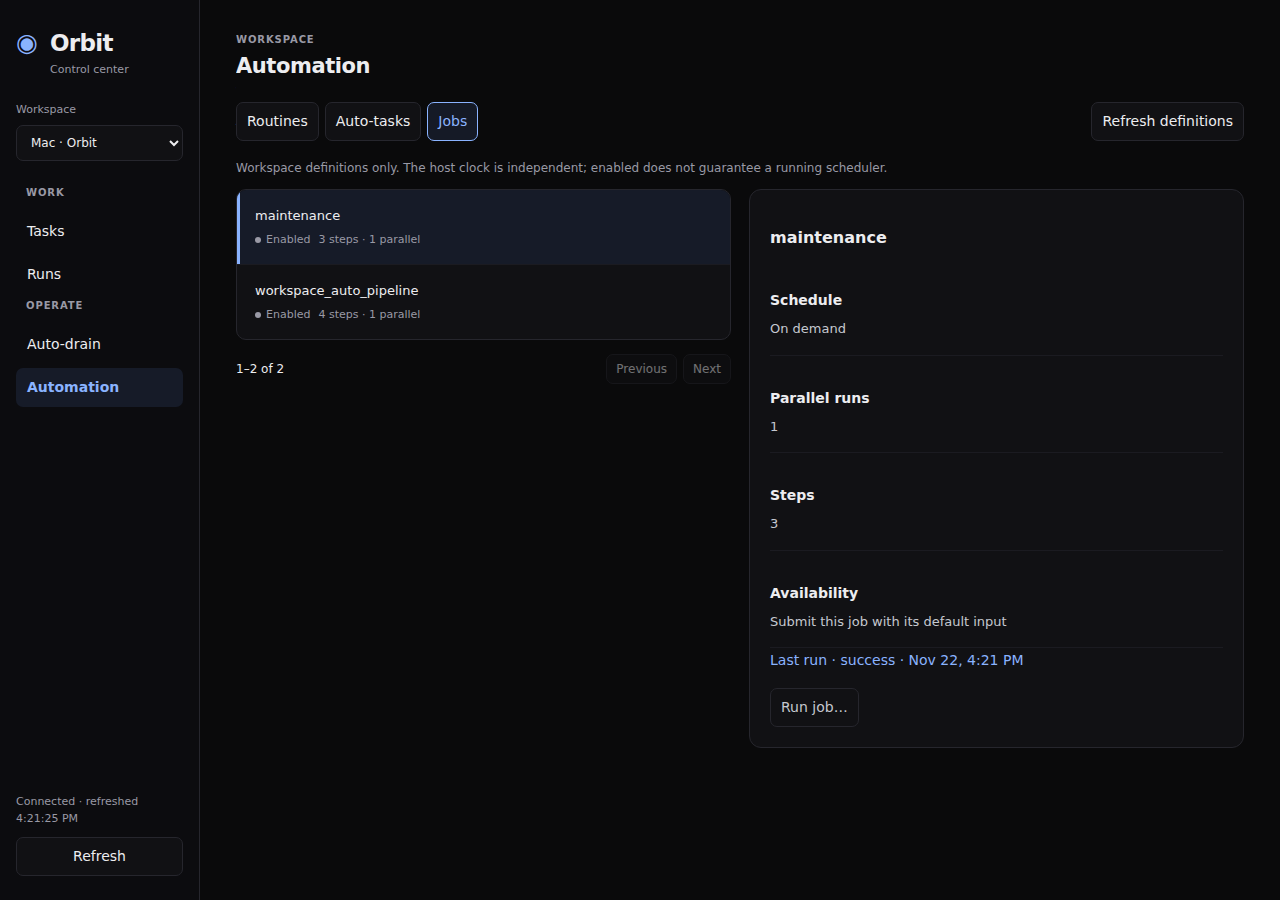 Orbit
Control center
Workspace
Mac · Orbit
WORK
Tasks
Runs
OPERATE
Auto-drain
Automation
Connected · refreshed
4:21:25 PM
Refresh
WORKSPACE
Automation
Routines
Auto-tasks
Jobs
Refresh definitions
Workspace definitions only. The host clock is independent; enabled does not guarantee a running scheduler.
maintenance
Enabled 3 steps · 1 parallel
workspace_auto_pipeline
Enabled 4 steps · 1 parallel
1–2 of 2
Previous
Next
maintenance
Schedule
On demand
Parallel runs
1
Steps
3
Availability
Submit this job with its default input
Last run · success · Nov 22, 4:21 PM
Run job…